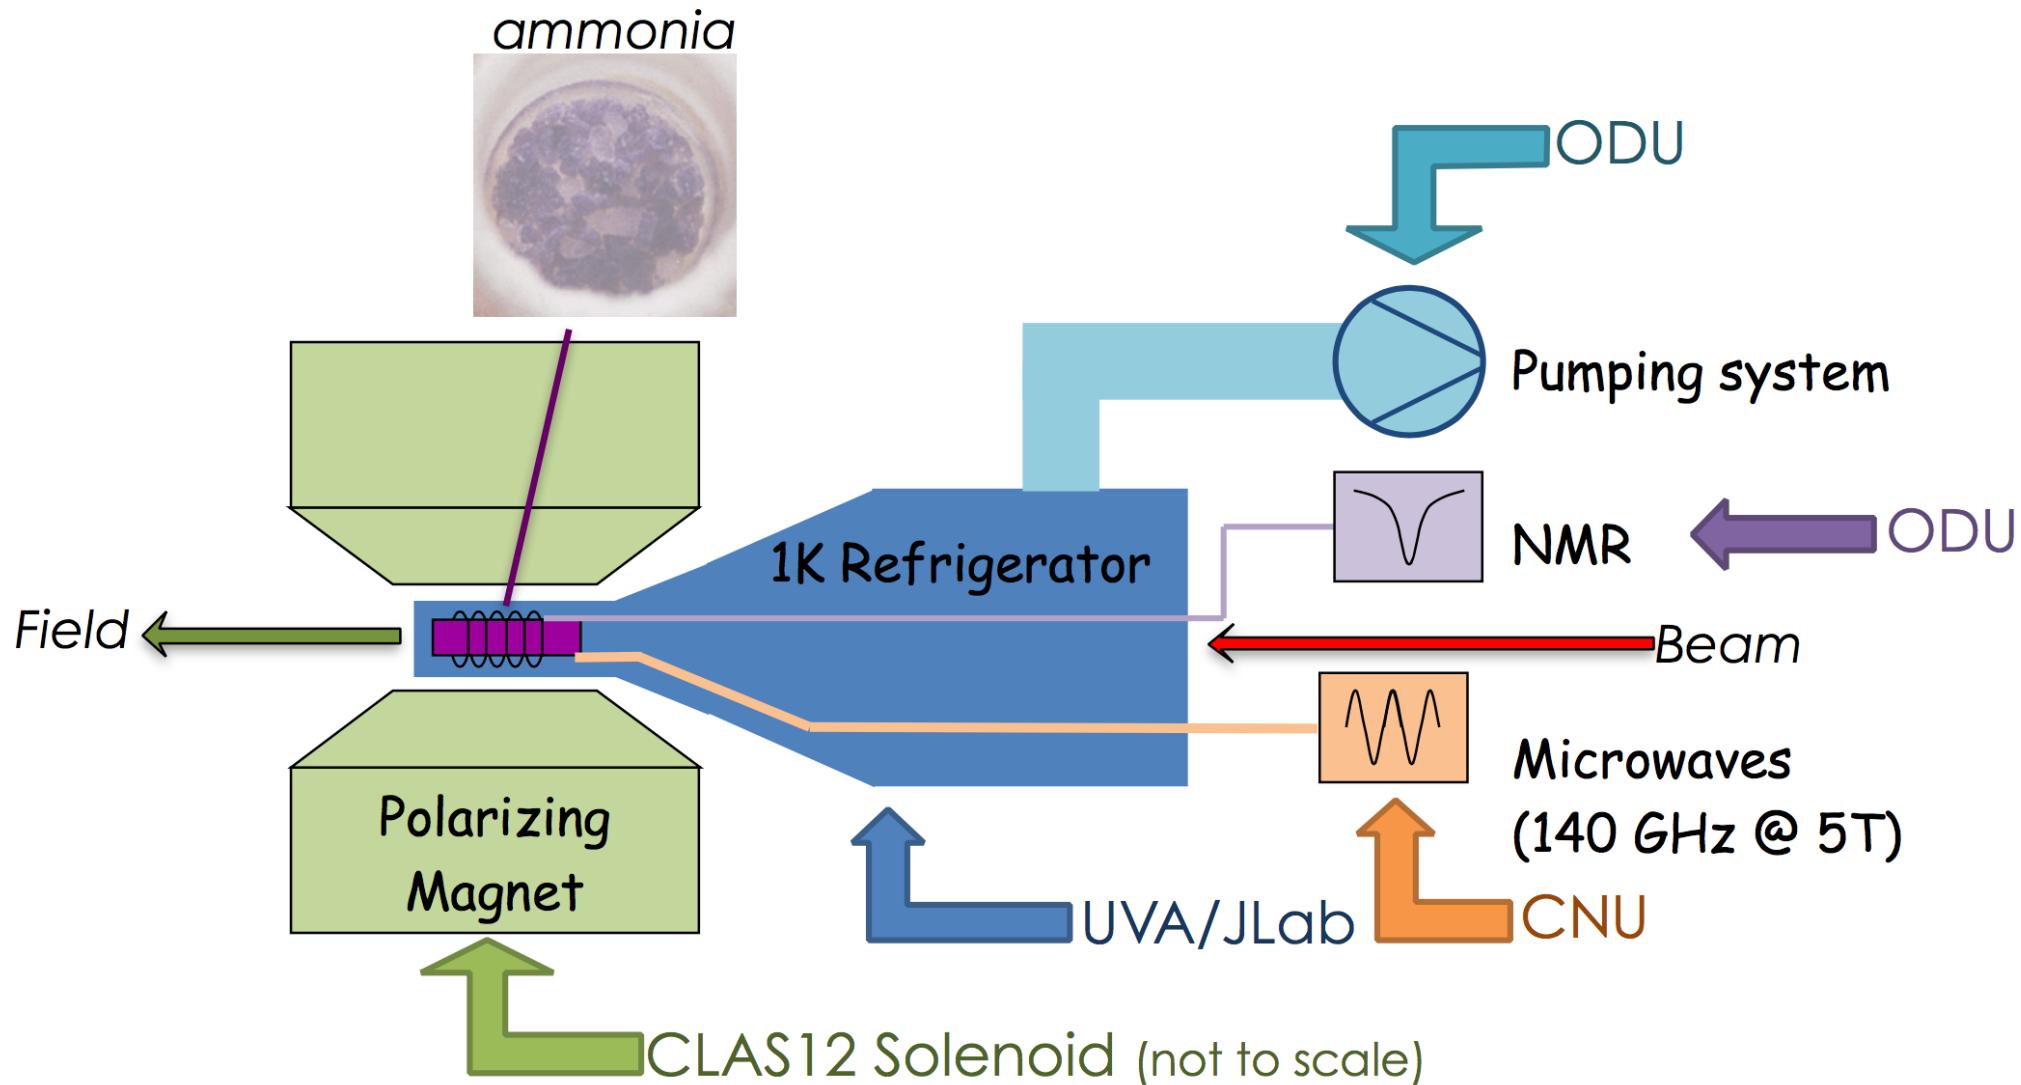 ammonia
ODU
Pumping system
NMR
ODU
1K Refrigerator
Field
Beam
Microwaves
(140 GHz @ 5T)
Polarizing
Magnet
UVA/JLab
CNU
CLAS12 Solenoid (not to scale)